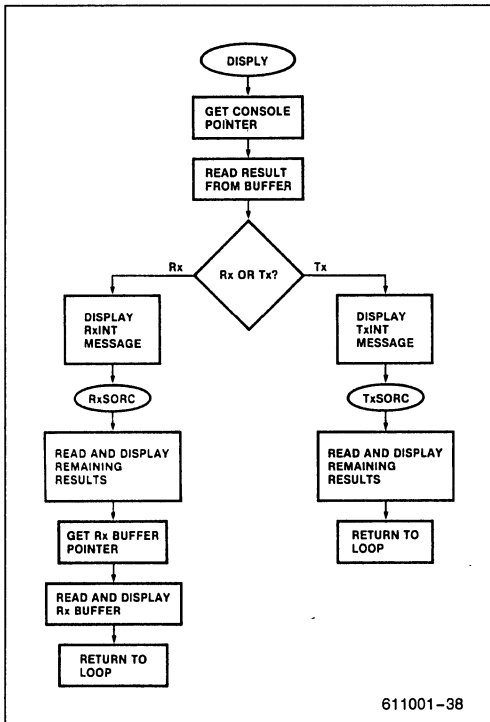 DISPLY
GET CONSOLE
POINTER
READ RESULT
FROM BUFFER
Rx OR Tx?
Rx
Tx
DISPLAY
RxINT
MESSAGE
RxSORC
READ AND DISPLAY
REMAINING
RESULTS
GET Rx BUFFER
POINTER
READ AND DISPLAY
Rx BUFFER
RETURN TO
LOOP
DISPLAY
TxINT
MESSAGE
TxSORC
READ AND DISPLAY
REMAINING
RESULTS
RETURN TO
LOOP
611001-38